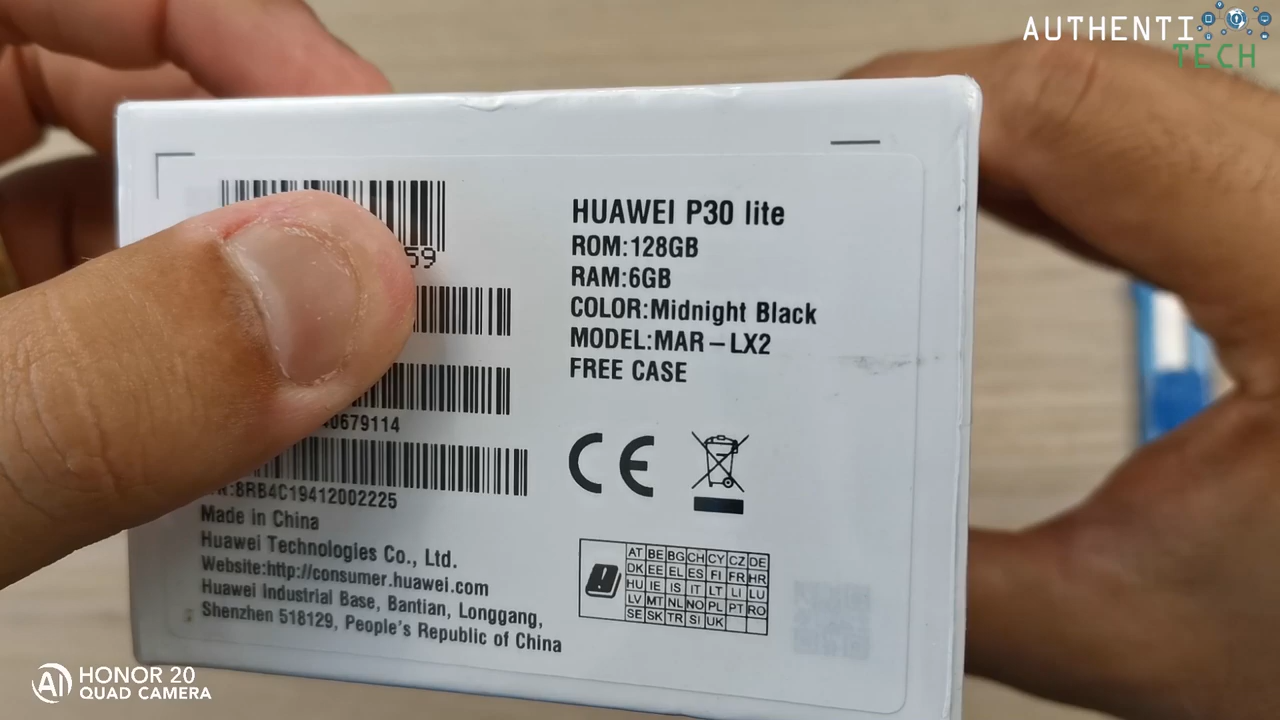 AUTHENTI
TECH
59
HUAWEI P30 lite
ROM:128GB
RAM:6GB
COLOR:Midnight Black
MODEL:MAR-LX2
FREE CASE
0679114
:8RB4C19412002225
Made in China
Huawei Technologies Co., Ltd.
Website:http://consumer.huawei.com
Huawei Industrial Base, Bantian, Longgang,
Shenzhen 518129, People's Republic of China
CE
AT BE BG CH CY CZ DE
DK EE EL ES FI FR HR
HU IE IS IT LT LI LU
LV MT NL NO PL PT RO
SE SK TR SI UK
AI HONOR 20
QUAD CAMERA